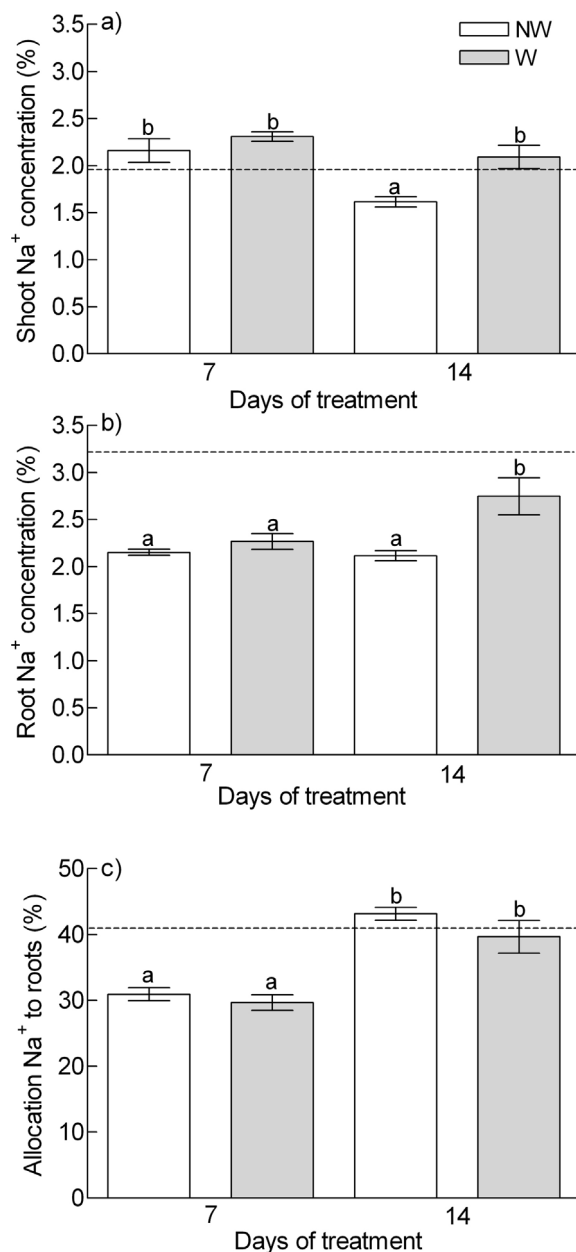 a)
NW
W
3.5
3.0
2.5
2.0
1.5
1.0
0.5
0.0
Shoot Na⁺ concentration (%)
b
b
a
b
7
14
Days of treatment
b)
3.5
3.0
2.5
2.0
1.5
1.0
0.5
0.0
Root Na⁺ concentration (%)
a
a
a
b
7
14
Days of treatment
c)
50
40
30
20
10
0
Allocation Na⁺ to roots (%)
a
a
b
b
7
14
Days of treatment